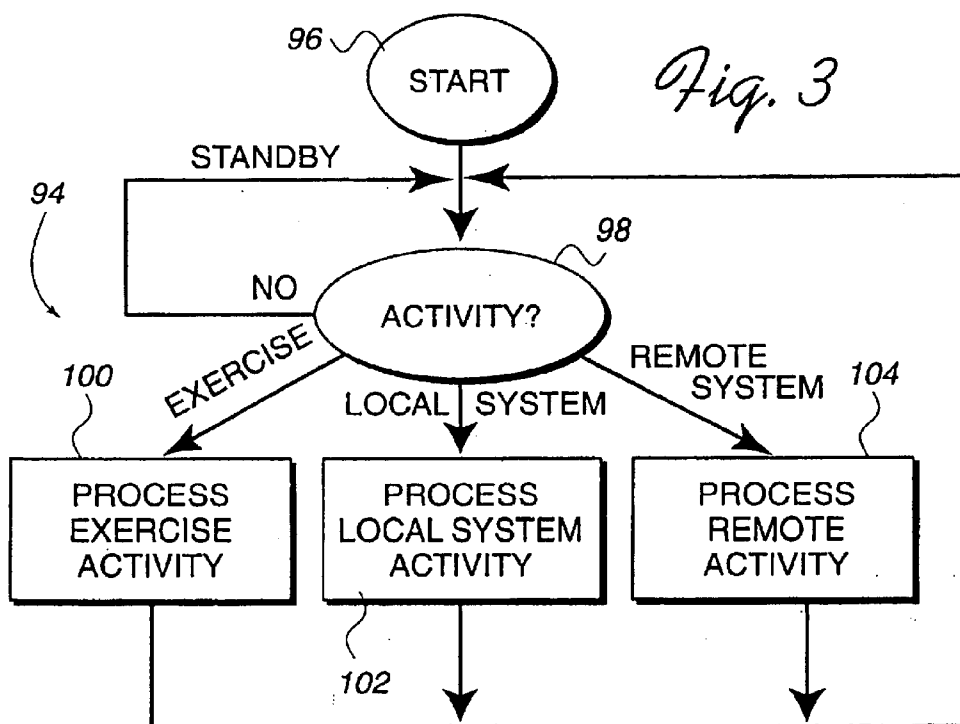 96
START
Fig. 3
STANDBY
94
98
NO
ACTIVITY?
EXERCISE
LOCAL SYSTEM
REMOTE
SYSTEM
100
104
PROCESS
EXERCISE
ACTIVITY
PROCESS
LOCAL SYSTEM
ACTIVITY
PROCESS
REMOTE
ACTIVITY
102